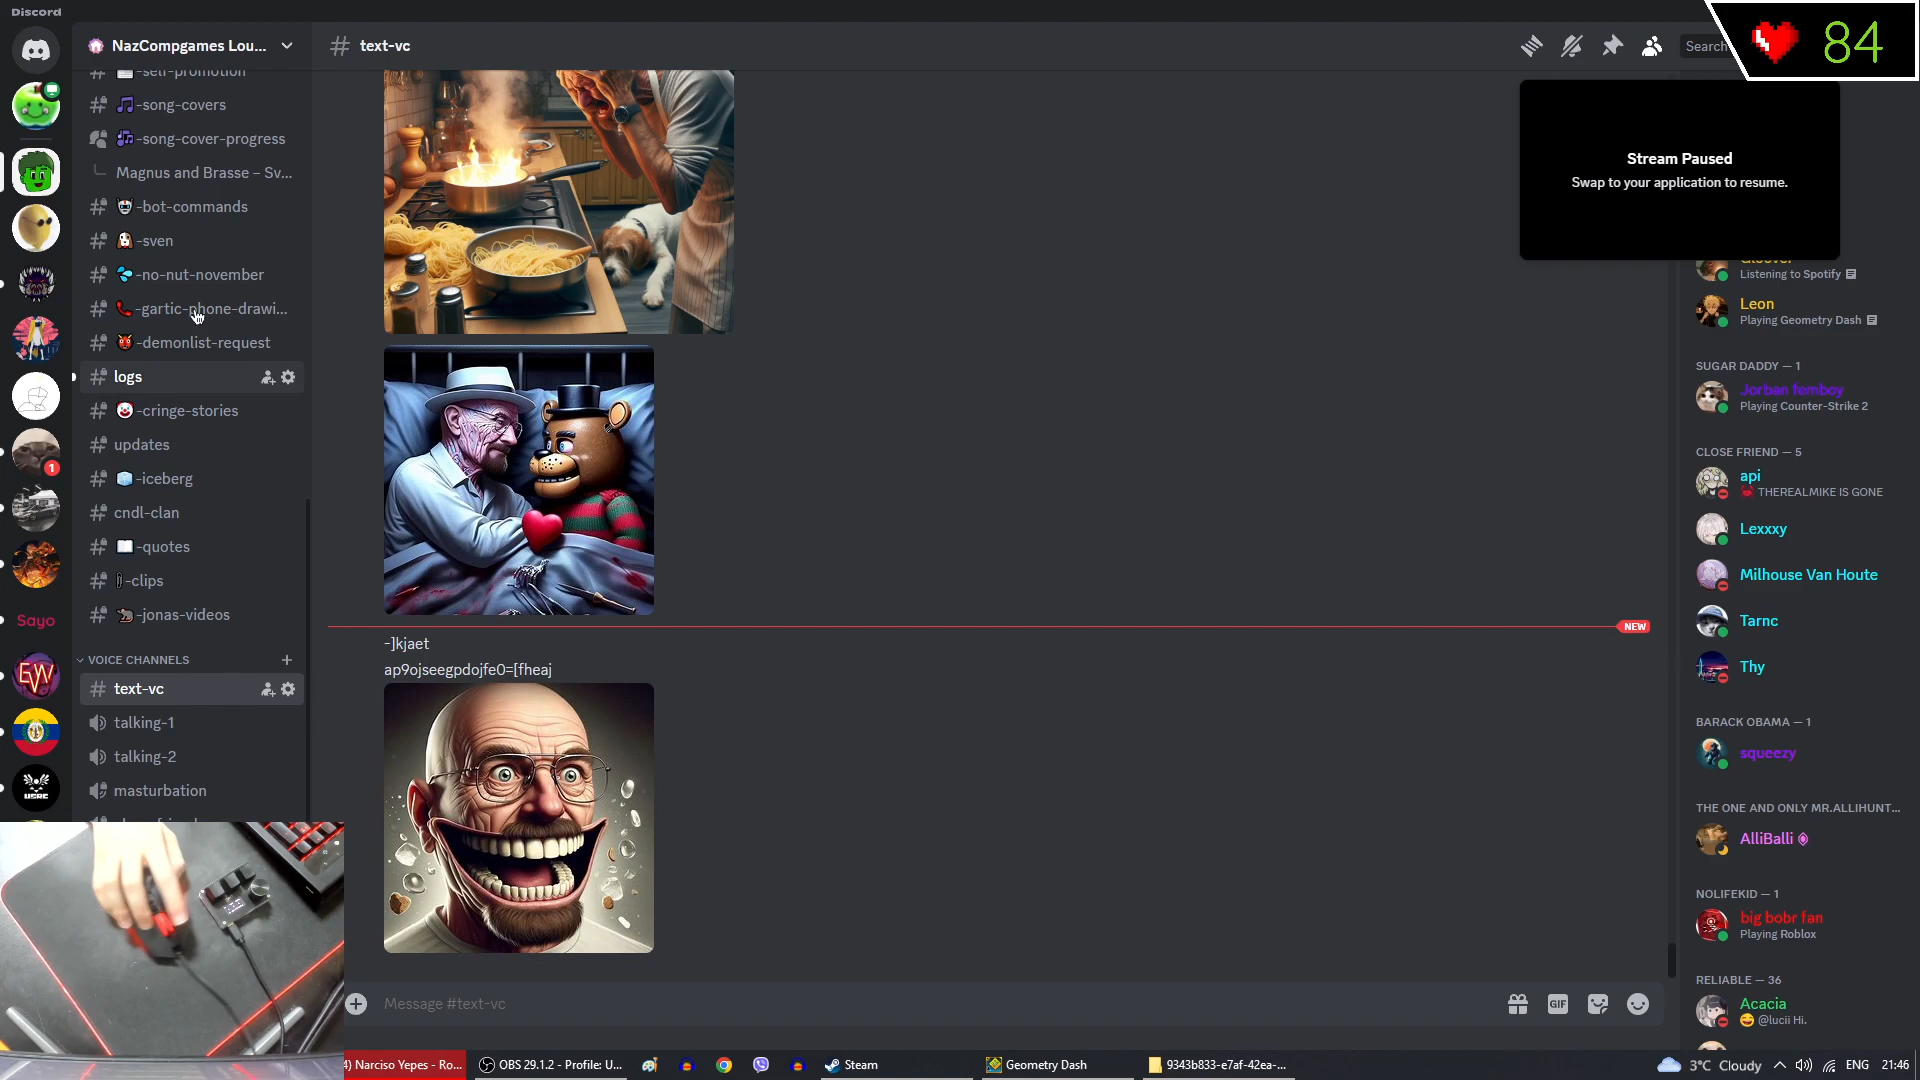 Discord
NazCompgames Lou...
text-vc
Search
84
-self-promotion
-song-covers
-song-cover-progress
Magnus and Brasse – Sv...
-bot-commands
-sven
-no-nut-november
-gartic-phone-drawi...
-demonlist-request
logs
-cringe-stories
updates
-iceberg
cndl-clan
-quotes
-clips
-jonas-videos
VOICE CHANNELS
text-vc
talking-1
talking-2
masturbation
1
Sayo
EW
USRC
NEW
-]kjaet
ap9ojseegpdojfe0=[fheaj
Message #text-vc
GIF
Stream Paused
Swap to your application to resume.
Listening to Spotify
Leon
Playing Geometry Dash
SUGAR DADDY — 1
Jorban femboy
Playing Counter-Strike 2
CLOSE FRIEND — 5
api
THEREALMIKE IS GONE
Lexxxy
Milhouse Van Houte
Tarnc
Thy
BARACK OBAMA — 1
squeezy
THE ONE AND ONLY MR.ALLIHUNT...
AlliBalli
NOLIFEKID — 1
big bobr fan
Playing Roblox
RELIABLE — 36
Acacia
@lucii Hi.
4) Narciso Yepes - Ro...
OBS 29.1.2 - Profile: U...
Steam
Geometry Dash
9343b833-e7af-42ea-...
3°C Cloudy
ENG
21:46